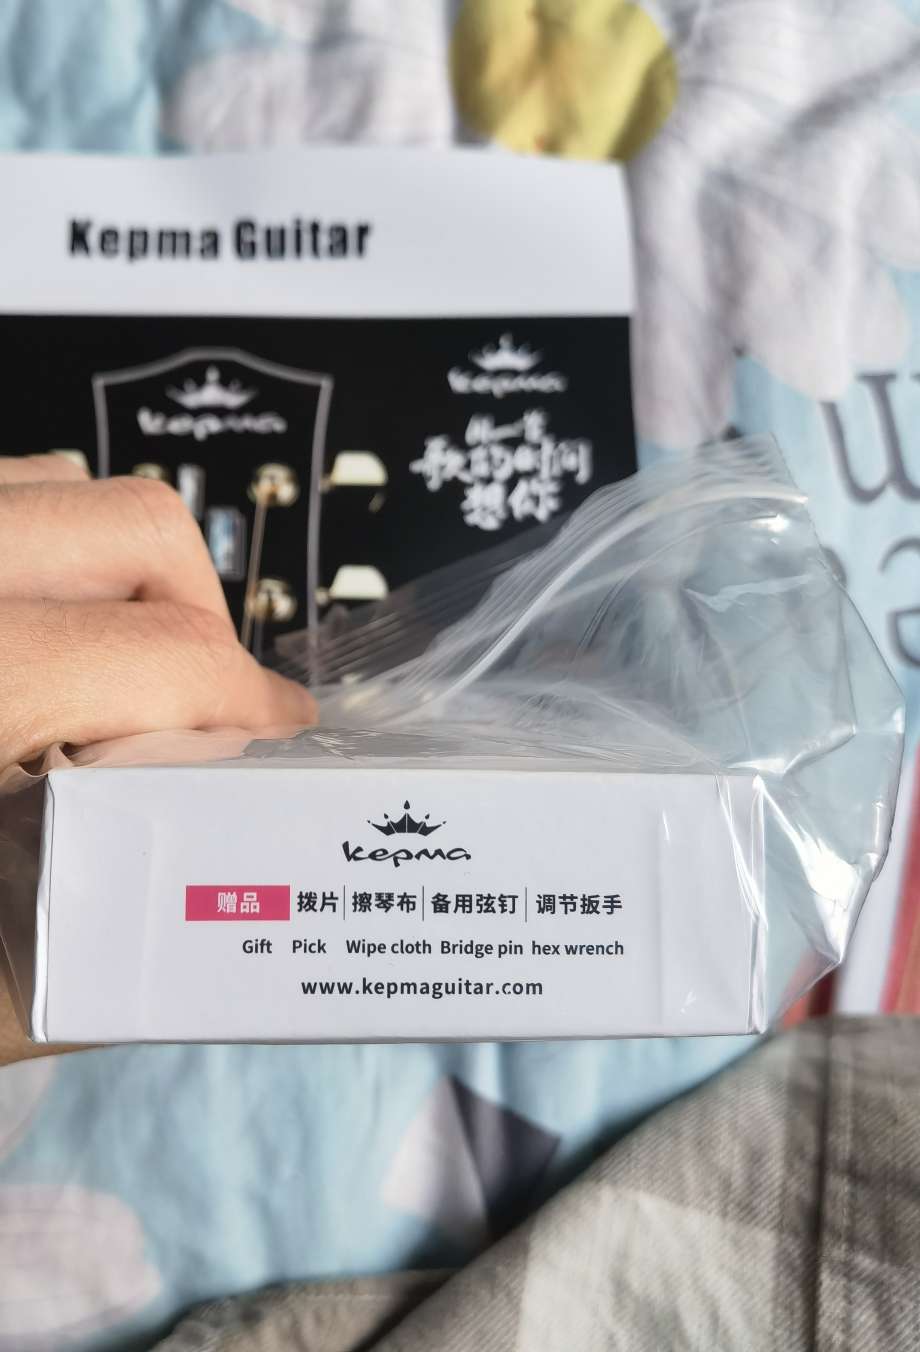 Kepma Guitar
kepma
kepma
用一首
歌的时间
想你
kepma
赠品 拨片 擦琴布 备用弦钉 调节扳手
Gift Pick Wipe cloth Bridge pin hex wrench
www.kepmaguitar.com